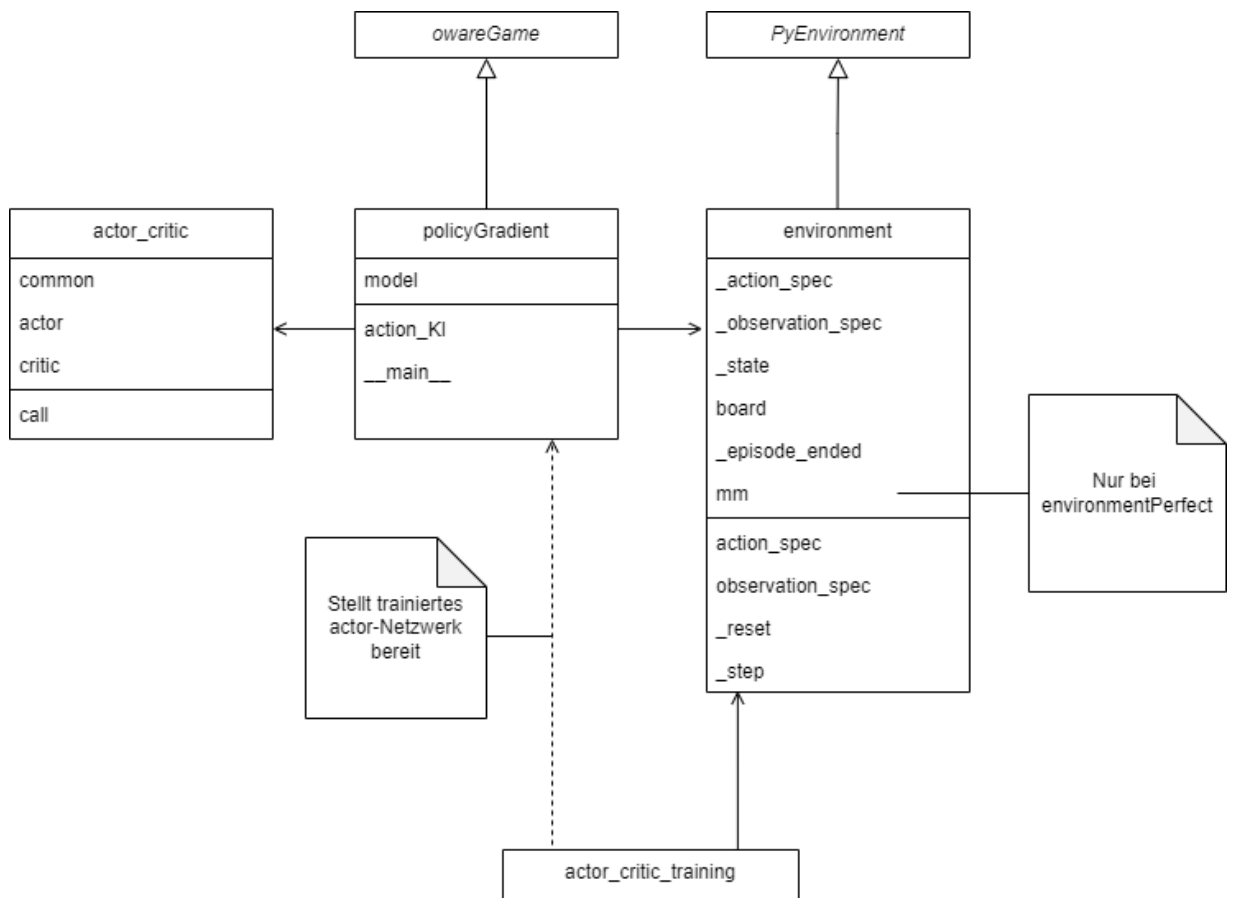 owareGame
PyEnvironment
actor_critic
common
actor
critic
call
policyGradient
model
action_KI
__main__
environment
_action_spec
_observation_spec
_state
board
_episode_ended
mm
action_spec
observation_spec
_reset
_step
Nur bei
environmentPerfect
Stellt trainiertes
actor-Netzwerk
bereit
actor_critic_training